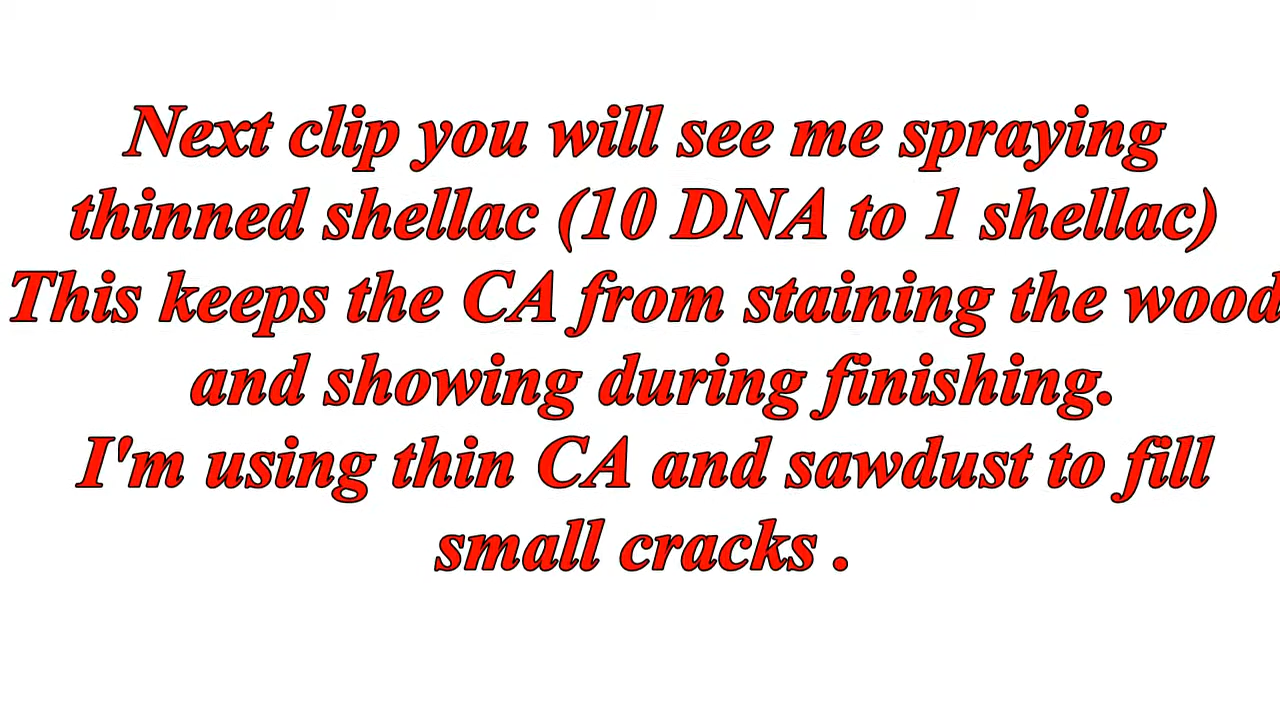 Next clip you will see me spraying
thinned shellac (10 DNA to 1 shellac)
This keeps the CA from staining the wood
and showing during finishing.
I'm using thin CA and sawdust to fill
small cracks .